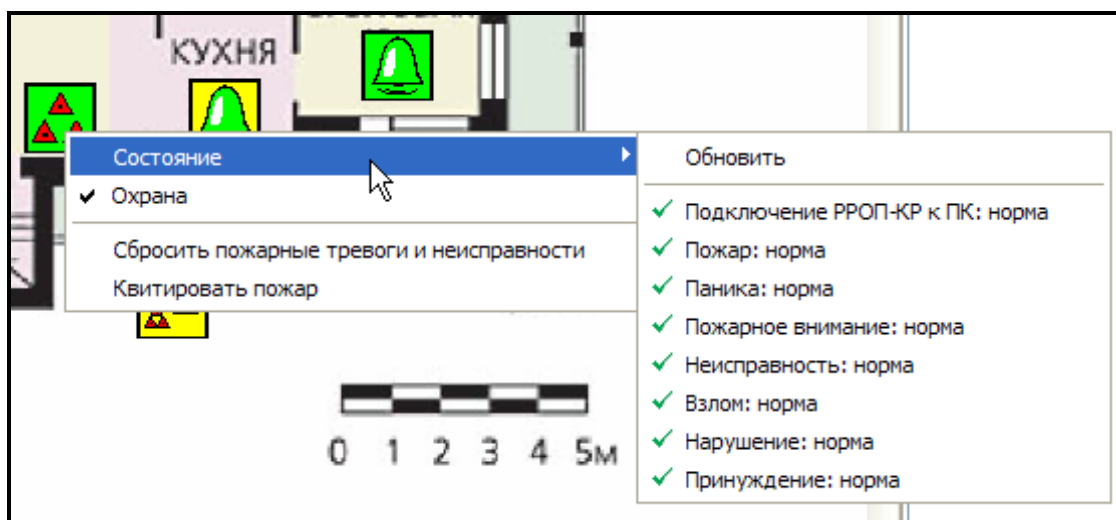 КУХНЯ
Состояние
Охрана
Сбросить пожарные тревоги и неисправности
Квитировать пожар
Обновить
Подключение РРОП-КР к ПК: норма
Пожар: норма
Паника: норма
Пожарное внимание: норма
Неисправность: норма
Взлом: норма
Нарушение: норма
Принуждение: норма
0 1 2 3 4 5м